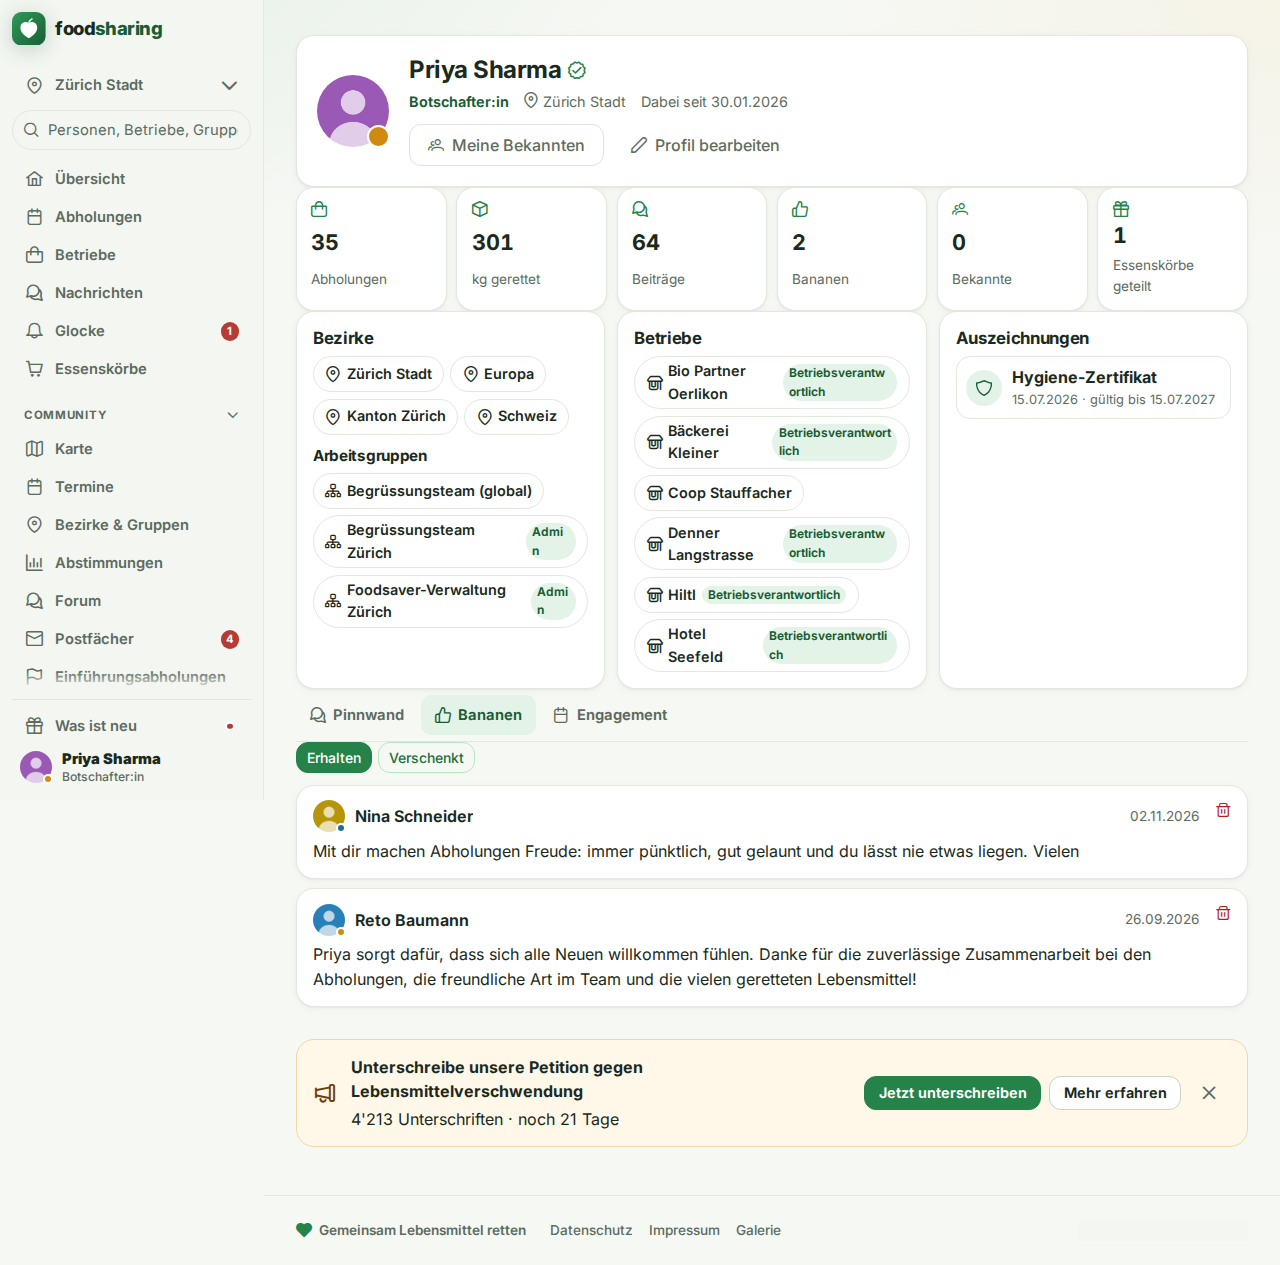 foodsharing
Zürich Stadt
Personen, Betriebe, Grupp
Übersicht
Abholungen
Betriebe
Nachrichten
Glocke 1
Essenskörbe
COMMUNITY
Karte
Termine
Bezirke & Gruppen
Abstimmungen
Forum
Postfächer 4
Einführungsabholungen
Was ist neu
Priya Sharma
Botschafter:in
Priya Sharma
Botschafter:in Zürich Stadt Dabei seit 30.01.2026
Meine Bekannten Profil bearbeiten
35
Abholungen
301
kg gerettet
64
Beiträge
2
Bananen
0
Bekannte
1
Essenskörbe
geteilt
Bezirke
Zürich Stadt Europa
Kanton Zürich Schweiz
Arbeitsgruppen
Begrüssungsteam (global)
Begrüssungsteam
Zürich
Admi
n
Foodsaver-Verwaltung
Zürich
Admi
n
Betriebe
Bio Partner
Oerlikon
Betriebsverantw
ortlich
Bäckerei
Kleiner
Betriebsverantwort
lich
Coop Stauffacher
Denner
Langstrasse
Betriebsverantw
ortlich
Hiltl Betriebsverantwortlich
Hotel
Seefeld
Betriebsverantwortli
ch
Auszeichnungen
Hygiene-Zertifikat
15.07.2026 · gültig bis 15.07.2027
Pinnwand Bananen Engagement
Erhalten Verschenkt
Nina Schneider 02.11.2026
Mit dir machen Abholungen Freude: immer pünktlich, gut gelaunt und du lässt nie etwas liegen. Vielen
Reto Baumann 26.09.2026
Priya sorgt dafür, dass sich alle Neuen willkommen fühlen. Danke für die zuverlässige Zusammenarbeit bei den
Abholungen, die freundliche Art im Team und die vielen geretteten Lebensmittel!
Unterschreibe unsere Petition gegen
Lebensmittelverschwendung
4'213 Unterschriften · noch 21 Tage
Jetzt unterschreiben Mehr erfahren
Gemeinsam Lebensmittel retten Datenschutz Impressum Galerie